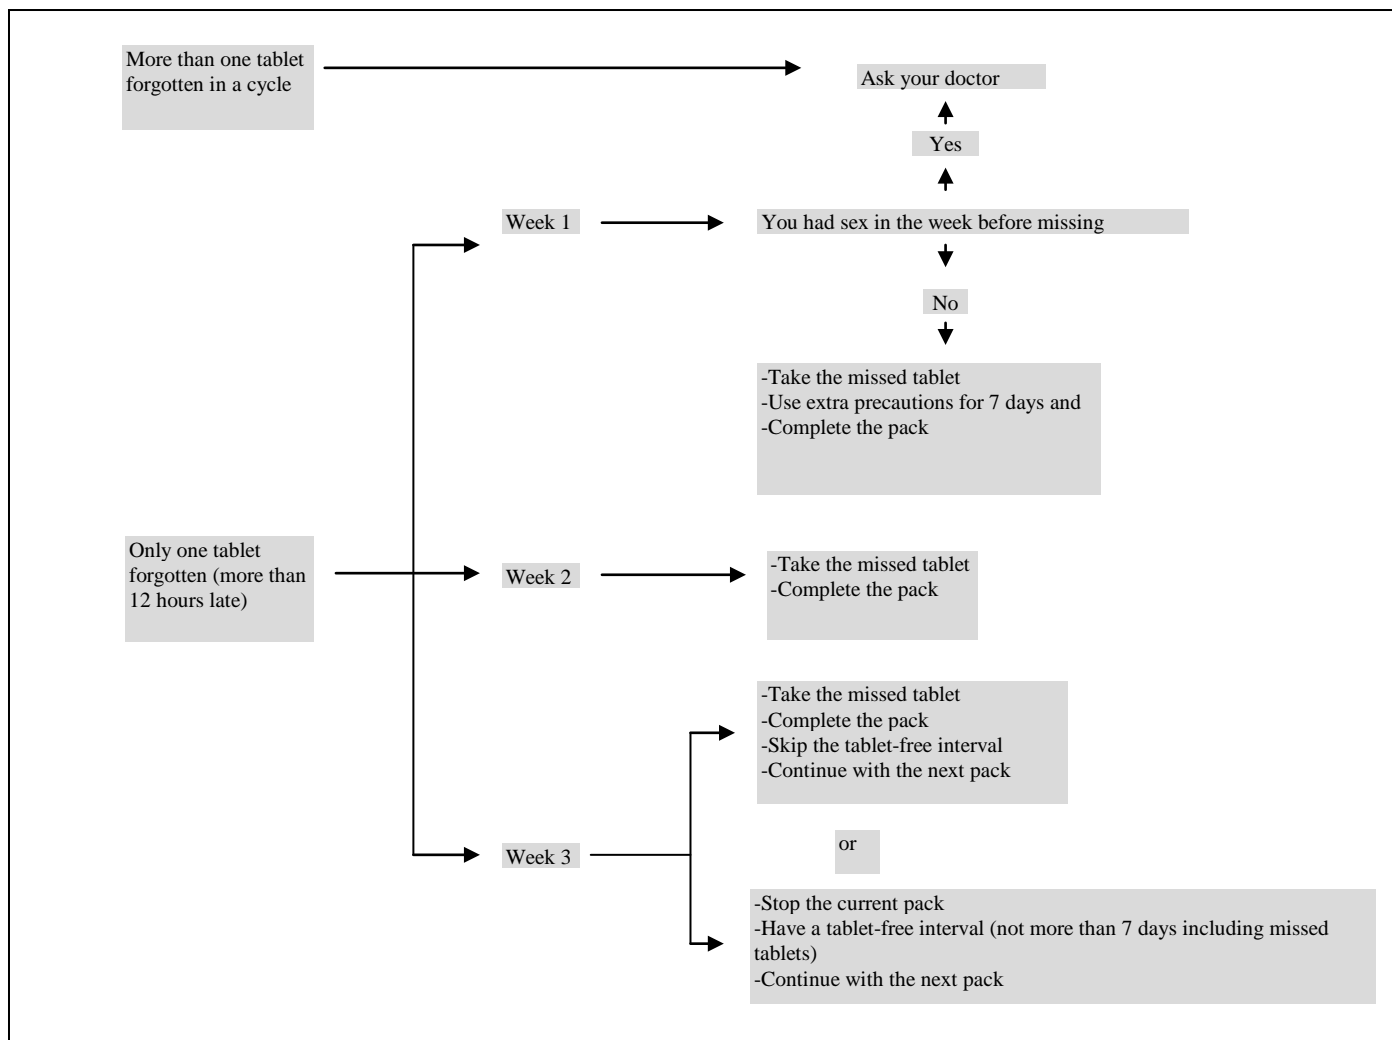 More than one tablet
forgotten in a cycle
Ask your doctor
Yes
Week 1
You had sex in the week before missing
No
-Take the missed tablet
-Use extra precautions for 7 days and
-Complete the pack
Only one tablet
forgotten (more than
12 hours late)
Week 2
-Take the missed tablet
-Complete the pack
-Take the missed tablet
-Complete the pack
-Skip the tablet-free interval
-Continue with the next pack
Week 3
or
-Stop the current pack
-Have a tablet-free interval (not more than 7 days including missed
tablets)
-Continue with the next pack